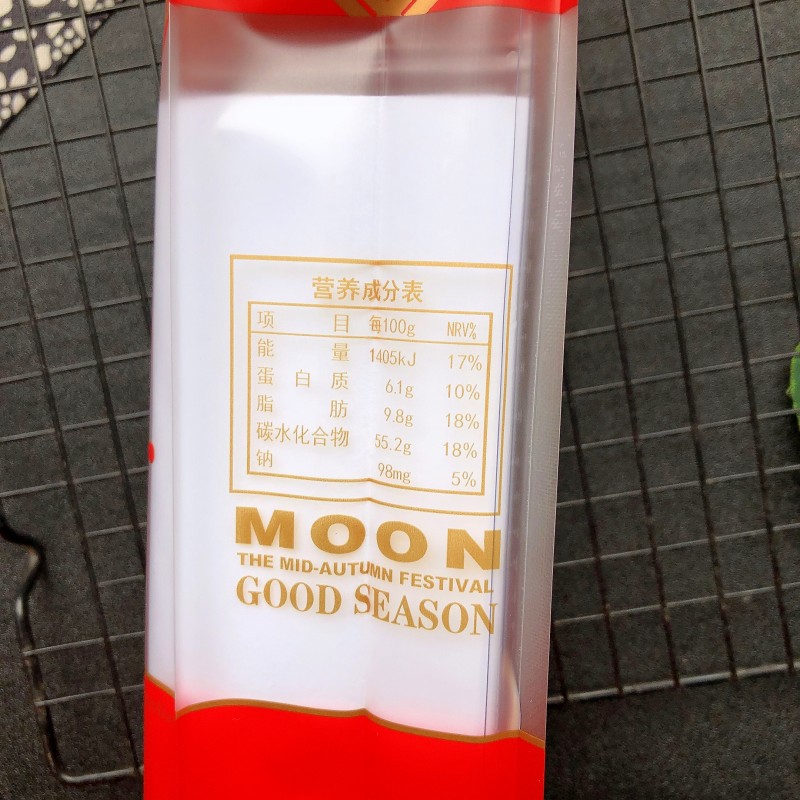 营养成分表
项 目 每100g NRV%
能 量 1405kJ 17%
蛋 白 质 6.1g 10%
脂 肪 9.8g 18%
碳水化合物 55.2g 18%
钠 98mg 5%
MOON
THE MID-AUTUMN FESTIVAL
GOOD SEASON